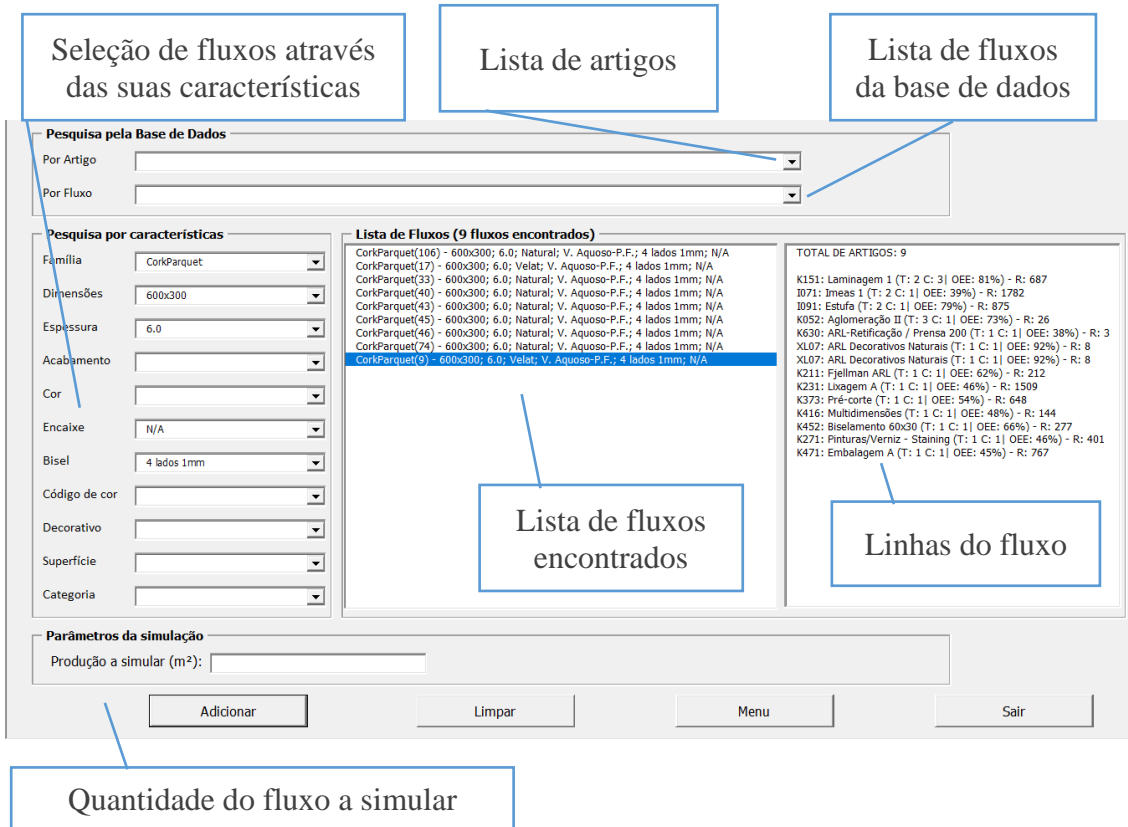 Seleção de fluxos através
das suas características
Lista de artigos
Lista de fluxos
da base de dados
Pesquisa pela Base de Dados
Por Artigo
Por Fluxo
Pesquisa por características
Família
CorkParquet
Dimensões
600x300
Espessura
6.0
Acabamento
Cor
Encaixe
N/A
Bisel
4 lados 1mm
Código de cor
Decorativo
Superfície
Categoria
Lista de Fluxos (9 fluxos encontrados)
CorkParquet(106) - 600x300; 6.0; Natural; V. Aquoso-P.F.; 4 lados 1mm; N/A
CorkParquet(17) - 600x300; 6.0; Velat; V. Aquoso-P.F.; 4 lados 1mm; N/A
CorkParquet(33) - 600x300; 6.0; Natural; V. Aquoso-P.F.; 4 lados 1mm; N/A
CorkParquet(40) - 600x300; 6.0; Natural; V. Aquoso-P.F.; 4 lados 1mm; N/A
CorkParquet(43) - 600x300; 6.0; Natural; V. Aquoso-P.F.; 4 lados 1mm; N/A
CorkParquet(45) - 600x300; 6.0; Natural; V. Aquoso-P.F.; 4 lados 1mm; N/A
CorkParquet(46) - 600x300; 6.0; Natural; V. Aquoso-P.F.; 4 lados 1mm; N/A
CorkParquet(74) - 600x300; 6.0; Natural; V. Aquoso-P.F.; 4 lados 1mm; N/A
CorkParquet(9) - 600x300; 6.0; Velat; V. Aquoso-P.F.; 4 lados 1mm; N/A
TOTAL DE ARTIGOS: 9
K151: Laminagem 1 (T: 2 C: 3| OEE: 81%) - R: 687
I071: Imeas 1 (T: 2 C: 1| OEE: 39%) - R: 1782
I091: Estufa (T: 2 C: 1| OEE: 79%) - R: 875
K052: Aglomeração II (T: 3 C: 1| OEE: 73%) - R: 26
K630: ARL-Retificação / Prensa 200 (T: 1 C: 1| OEE: 38%) - R: 3
XL07: ARL Decorativos Naturais (T: 1 C: 1| OEE: 92%) - R: 8
XL07: ARL Decorativos Naturais (T: 1 C: 1| OEE: 92%) - R: 8
K211: Fjellman ARL (T: 1 C: 1| OEE: 62%) - R: 212
K231: Lixagem A (T: 1 C: 1| OEE: 46%) - R: 1509
K373: Pré-corte (T: 1 C: 1| OEE: 54%) - R: 648
K416: Multidimensões (T: 1 C: 1| OEE: 48%) - R: 144
K452: Biselamento 60x30 (T: 1 C: 1| OEE: 66%) - R: 277
K271: Pinturas/Verniz - Staining (T: 1 C: 1| OEE: 46%) - R: 401
K471: Embalagem A (T: 1 C: 1| OEE: 45%) - R: 767
Lista de fluxos
encontrados
Linhas do fluxo
Parâmetros da simulação
Produção a simular (m²):
Adicionar
Limpar
Menu
Sair
Quantidade do fluxo a simular